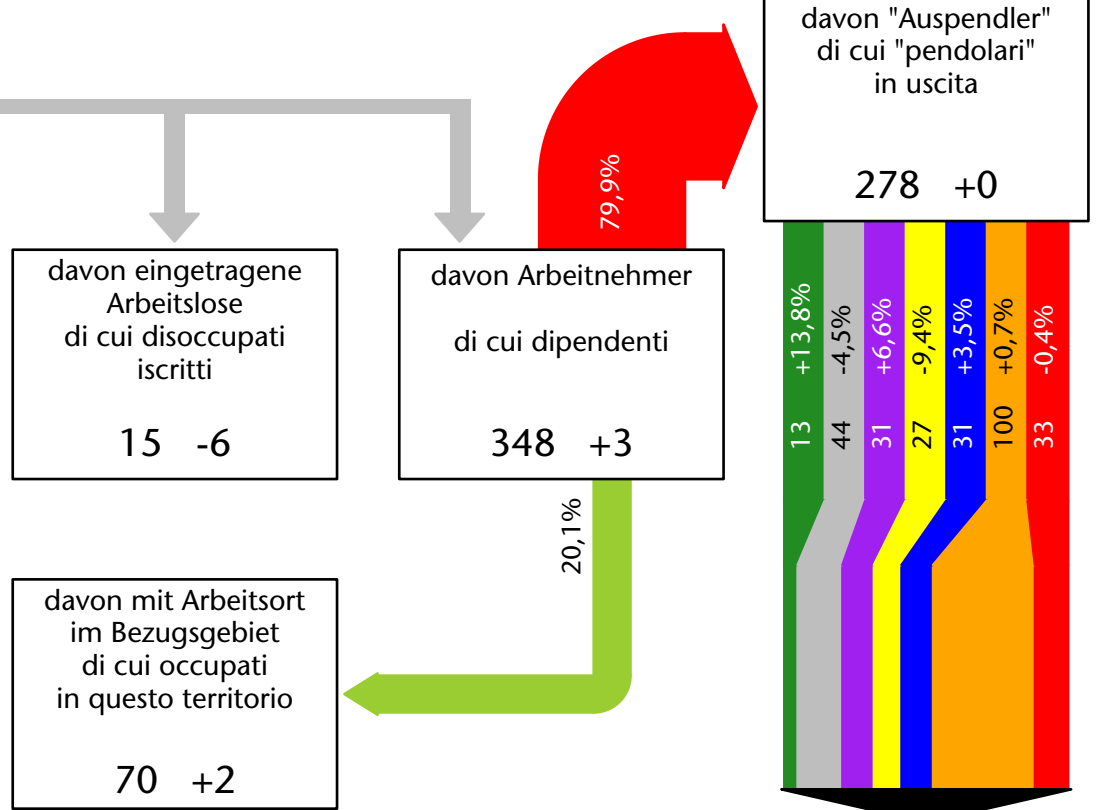 davon "Auspendler"
di cui "pendolari"
in uscita
278 +0
79,9%
davon eingetragene
Arbeitslose
di cui disoccupati
iscritti
15 -6
davon Arbeitnehmer
di cui dipendenti
348 +3
13 +13,8%
44 -4,5%
31 +6,6%
27 -9,4%
31 +3,5%
100 +0,7%
33 -0,4%
20,1%
davon mit Arbeitsort
im Bezugsgebiet
di cui occupati
in questo territorio
70 +2